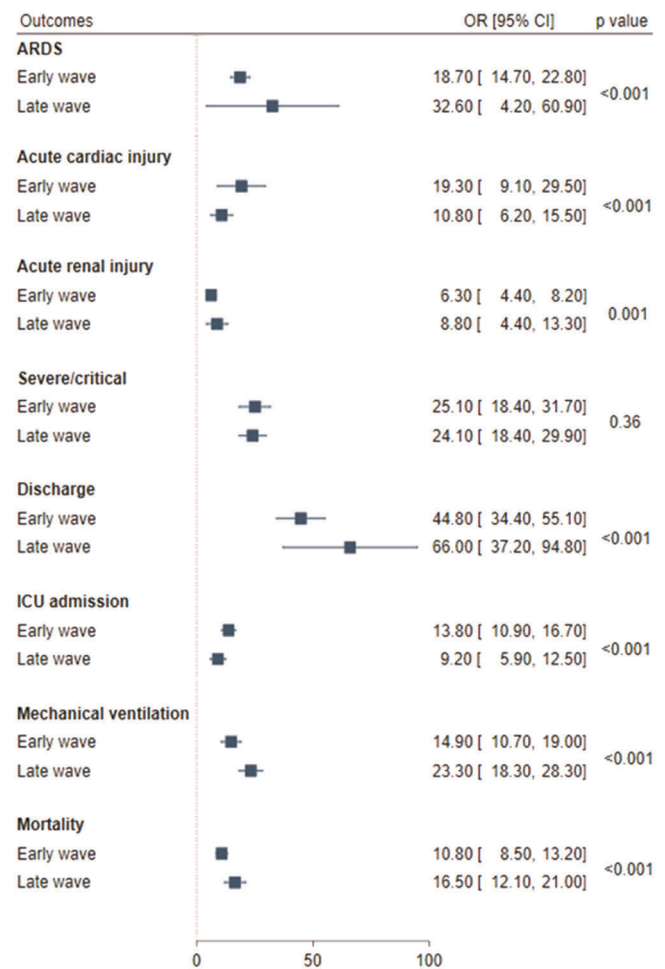 Outcomes OR [95% CI] p value
ARDS
Early wave 18.70 [ 14.70, 22.80]
<0.001
Late wave 32.60 [ 4.20, 60.90]
Acute cardiac injury
Early wave 19.30 [ 9.10, 29.50]
<0.001
Late wave 10.80 [ 6.20, 15.50]
Acute renal injury
Early wave 6.30 [ 4.40, 8.20]
0.001
Late wave 8.80 [ 4.40, 13.30]
Severe/critical
Early wave 25.10 [ 18.40, 31.70]
0.36
Late wave 24.10 [ 18.40, 29.90]
Discharge
Early wave 44.80 [ 34.40, 55.10]
<0.001
Late wave 66.00 [ 37.20, 94.80]
ICU admission
Early wave 13.80 [ 10.90, 16.70]
<0.001
Late wave 9.20 [ 5.90, 12.50]
Mechanical ventilation
Early wave 14.90 [ 10.70, 19.00]
<0.001
Late wave 23.30 [ 18.30, 28.30]
Mortality
Early wave 10.80 [ 8.50, 13.20]
<0.001
Late wave 16.50 [ 12.10, 21.00]
0 50 100